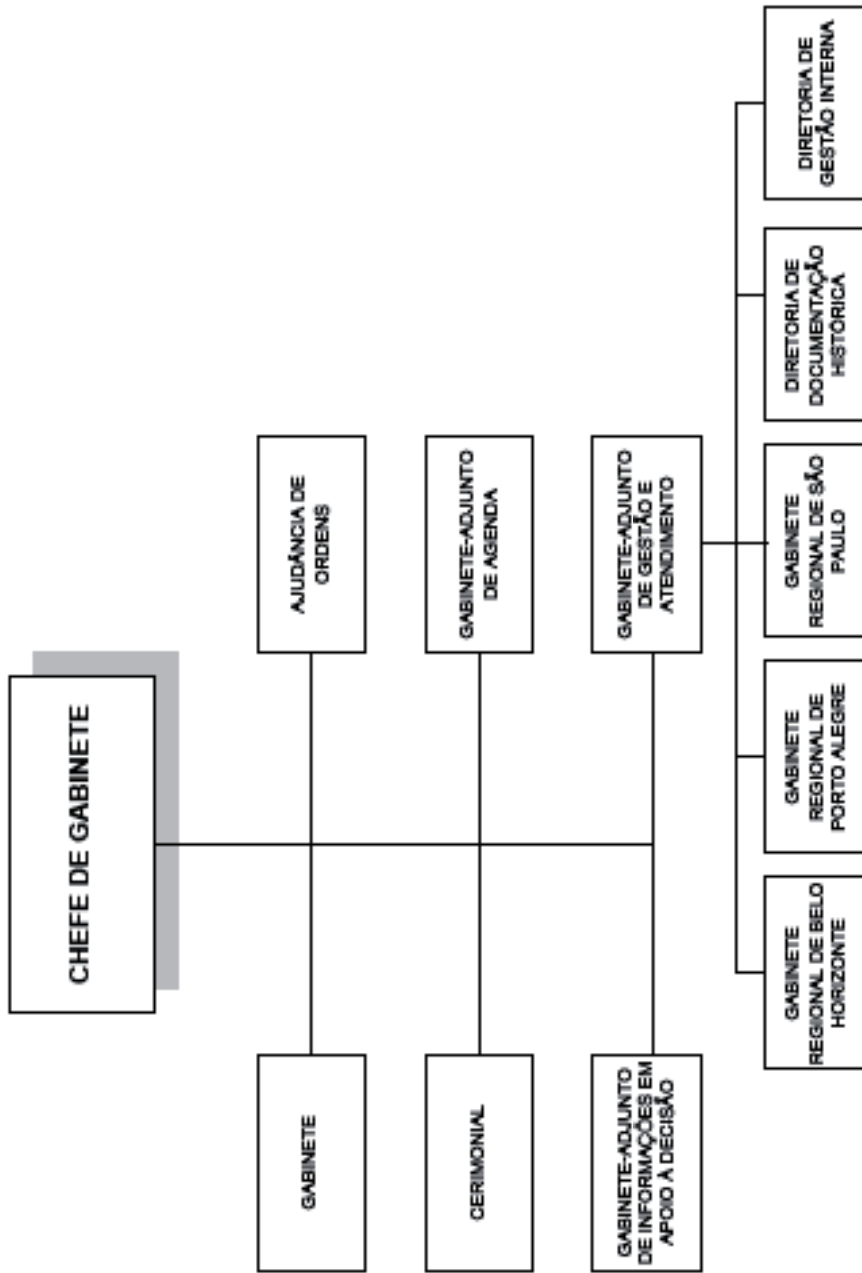 CHEFE DE GABINETE
GABINETE
AJUDÂNCIA DE
ORDENS
CERIMONIAL
GABINETE-ADJUNTO
DE AGENDA
GABINETE-ADJUNTO
DE INFORMAÇÕES EM
APOIO À DECISÃO
GABINETE-ADJUNTO
DE GESTÃO E
ATENDIMENTO
GABINETE
REGIONAL DE BELO
HORIZONTE
GABINETE
REGIONAL DE
PORTO ALEGRE
GABINETE
REGIONAL DE SÃO
PAULO
DIRETORIA DE
DOCUMENTAÇÃO
HISTÓRICA
DIRETORIA DE
GESTÃO INTERNA